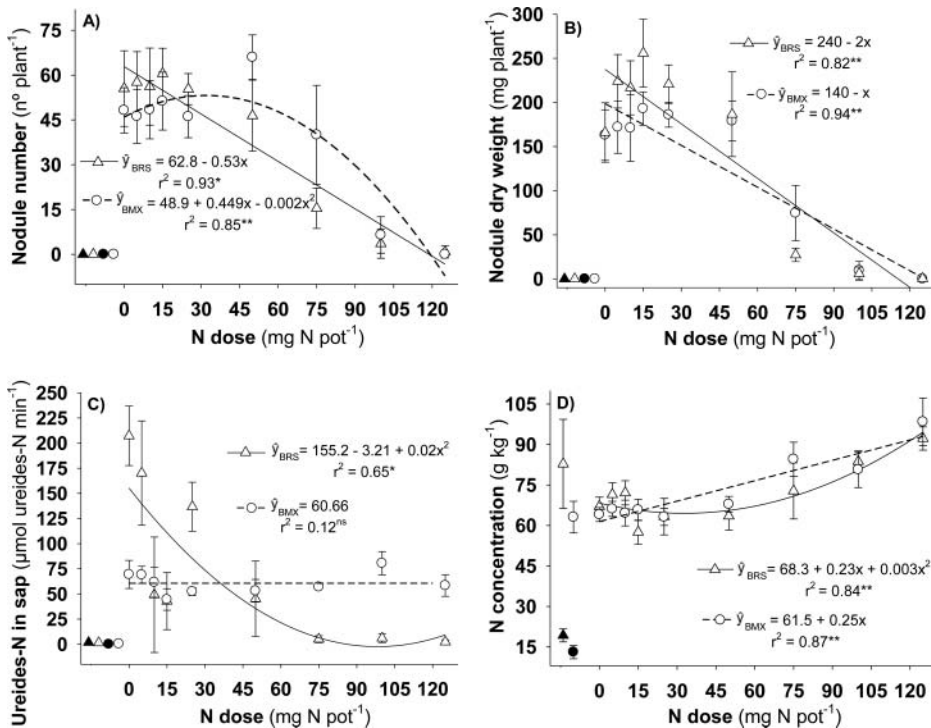 A)
Nodule number (nº plant⁻¹)
75
60
45
30
15
0
ŷBRS = 62.8 - 0.53x
r² = 0.93*
ŷBMX = 48.9 + 0.449x - 0.002x²
r² = 0.85**
0 15 30 45 60 75 90 105 120
N dose (mg N pot⁻¹)
B)
Nodule dry weight (mg plant⁻¹)
300
250
200
150
100
50
0
ŷBRS = 240 - 2x
r² = 0.82**
ŷBMX = 140 - x
r² = 0.94**
0 15 30 45 60 75 90 105 120
N dose (mg N pot⁻¹)
C)
Ureides-N in sap (µmol ureides-N min⁻¹)
250
225
200
175
150
125
100
75
50
25
0
ŷBRS = 155.2 - 3.21 + 0.02x²
r² = 0.65*
ŷBMX = 60.66
r² = 0.12ns
0 15 30 45 60 75 90 105 120
N dose (mg N pot⁻¹)
D)
N concentration (g kg⁻¹)
105
90
75
60
45
30
15
ŷBRS = 68.3 + 0.23x + 0.003x²
r² = 0.84**
ŷBMX = 61.5 + 0.25x
r² = 0.87**
0 15 30 45 60 75 90 105 120
N dose (mg N pot⁻¹)